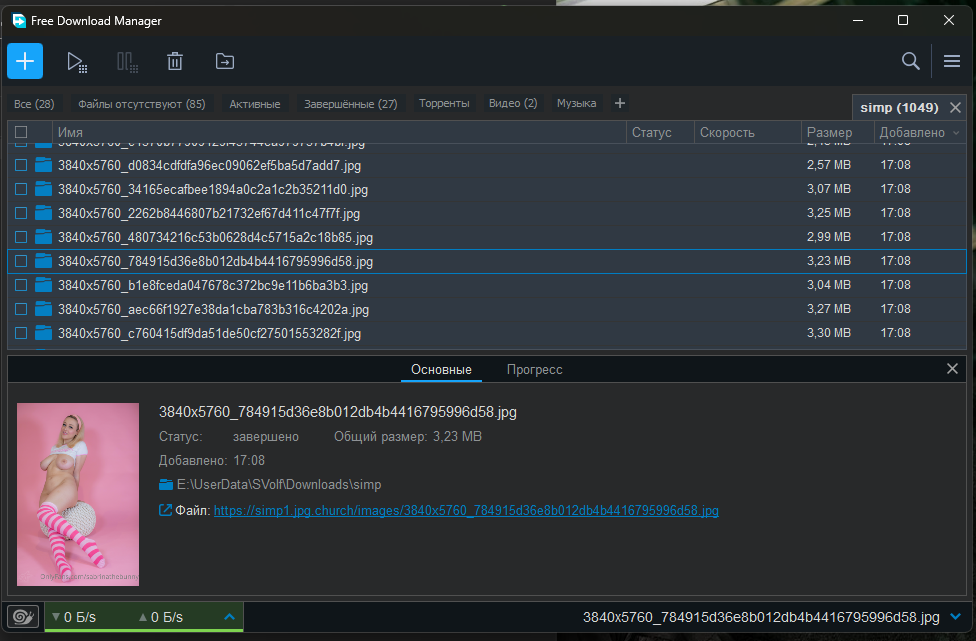 Free Download Manager
Все (28) Файлы отсутствуют (85) Активные Завершённые (27) Торренты Видео (2) Музыка + simp (1049)
Имя Статус Скорость Размер Добавлено
3840x5760_d0834cdfdfa96ec09062ef5ba5d7add7.jpg 2,57 MB 17:08
3840x5760_34165ecafbee1894a0c2a1c2b35211d0.jpg 3,07 MB 17:08
3840x5760_2262b8446807b21732ef67d411c47f7f.jpg 3,25 MB 17:08
3840x5760_480734216c53b0628d4c5715a2c18b85.jpg 2,99 MB 17:08
3840x5760_784915d36e8b012db4b4416795996d58.jpg 3,23 MB 17:08
3840x5760_b1e8fceda047678c372bc9e11b6ba3b3.jpg 3,04 MB 17:08
3840x5760_aec66f1927e38da1cba783b316c4202a.jpg 3,27 MB 17:08
3840x5760_c760415df9da51de50cf27501553282f.jpg 3,30 MB 17:08
Основные Прогресс
3840x5760_784915d36e8b012db4b4416795996d58.jpg
Статус: завершено Общий размер: 3,23 MB
Добавлено: 17:08
E:\UserData\SVolf\Downloads\simp
Файл: https://simp1.jpg.church/images/3840x5760_784915d36e8b012db4b4416795996d58.jpg
OnlyFans.com/sabrinathebunny
0 Б/s 0 Б/s 3840x5760_784915d36e8b012db4b4416795996d58.jpg